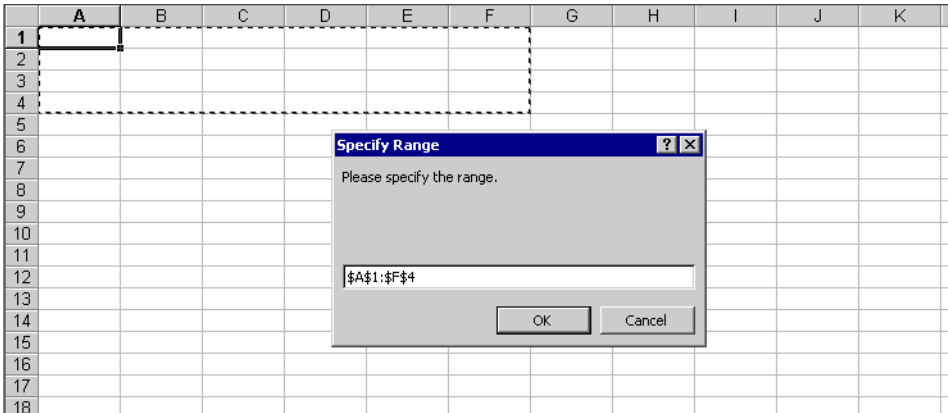 A B C D E F G H I J K
1
2
3
4
5
6 Specify Range ? ×
7 Please specify the range.
8
9
10
11
12 $A$1:$F$4
13
14 OK Cancel
15
16
17
18